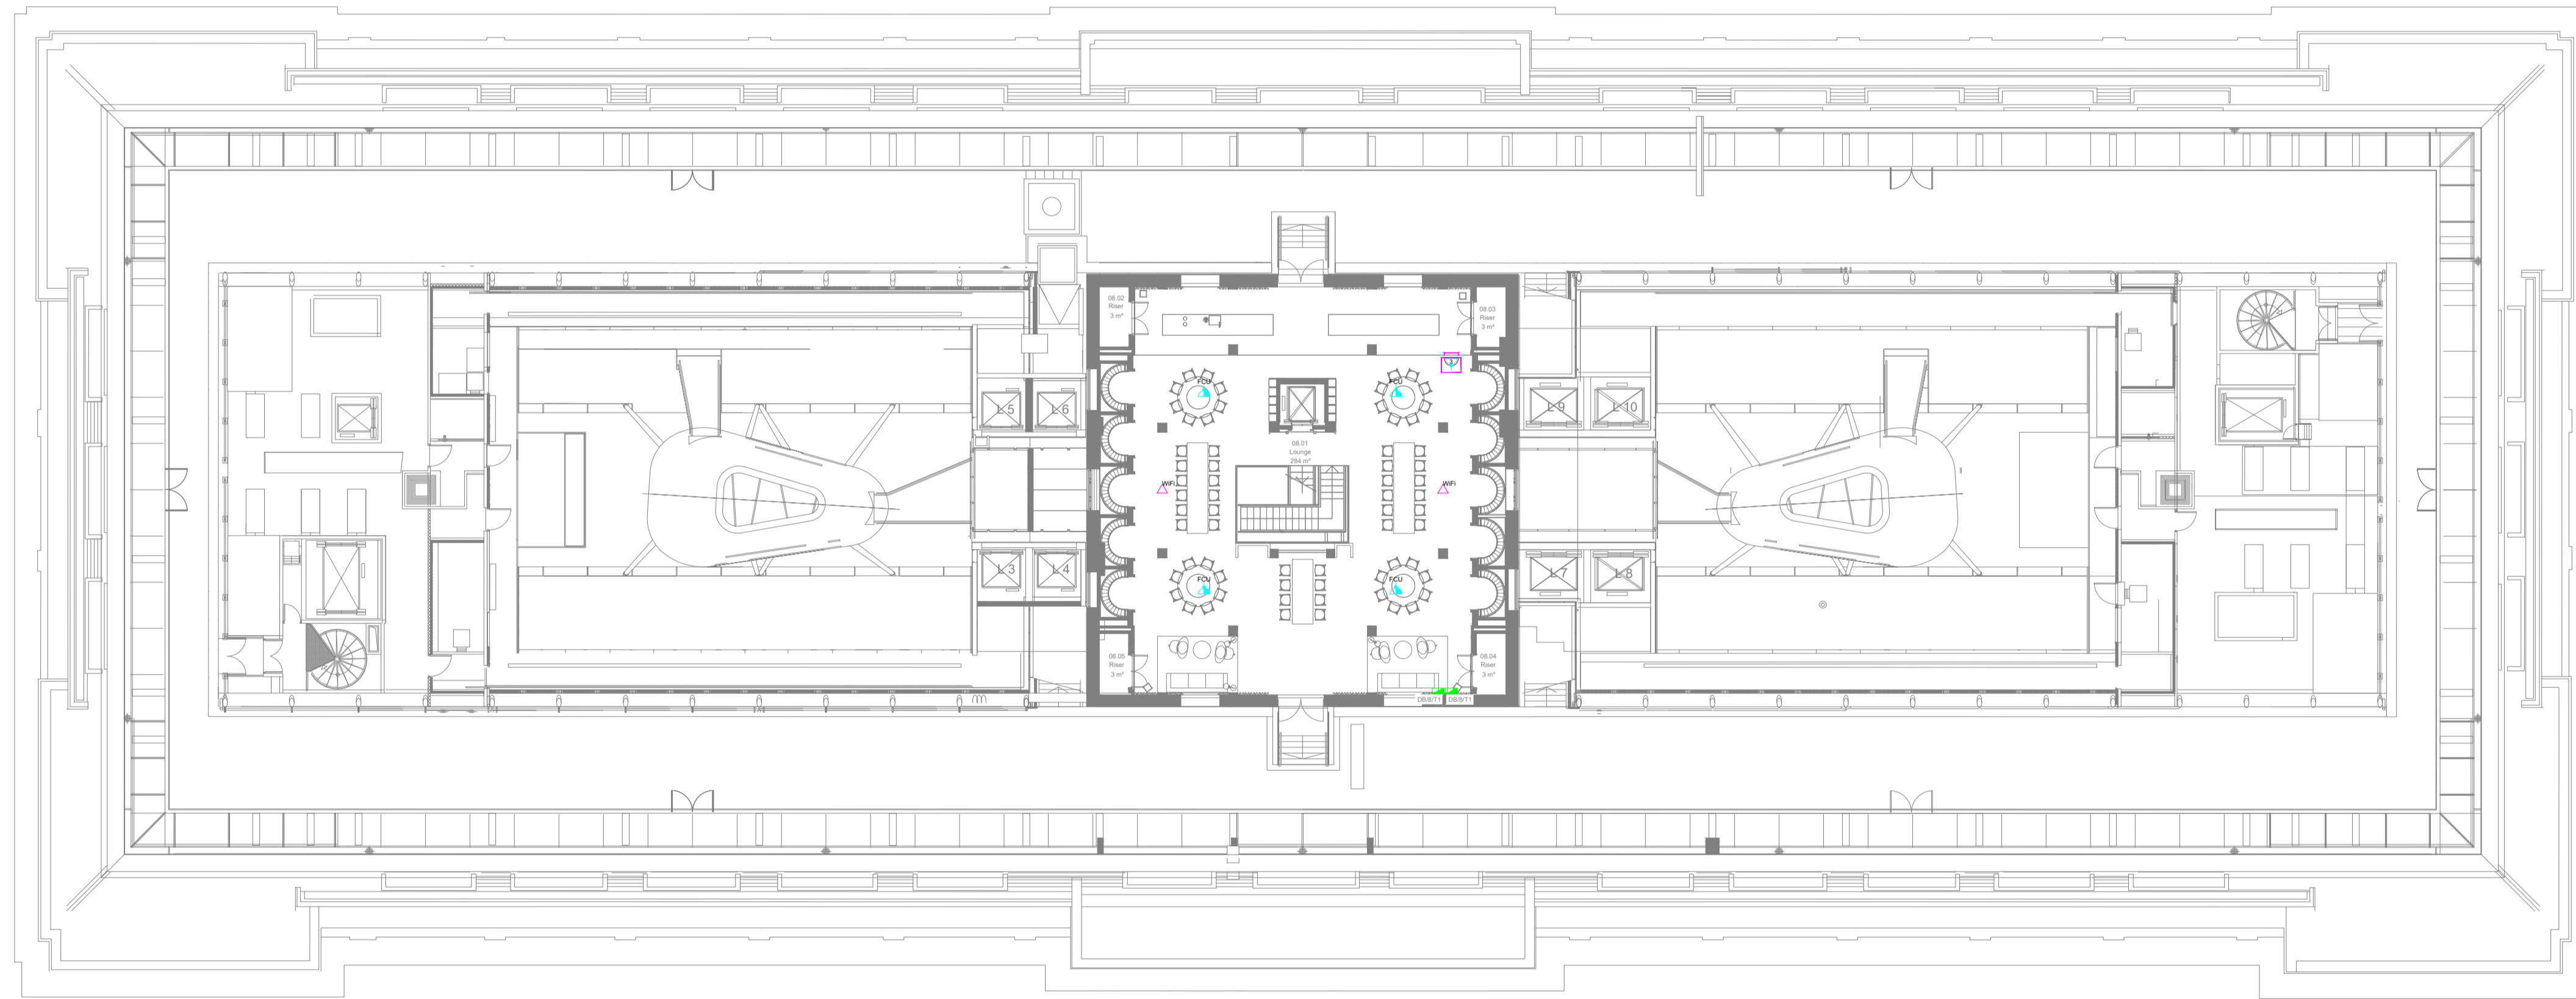 08.02
Riser
3 m²
08.03
Riser
3 m²
FCU
FCU
L 5
L 6
L 9
L 10
08.01
Lounge
284 m²
WiFi
WiFi
L 3
L 4
L 7
L 8
FCU
FCU
08.05
Riser
3 m²
08.04
Riser
3 m²
DB/8/T1
DB/8/T1